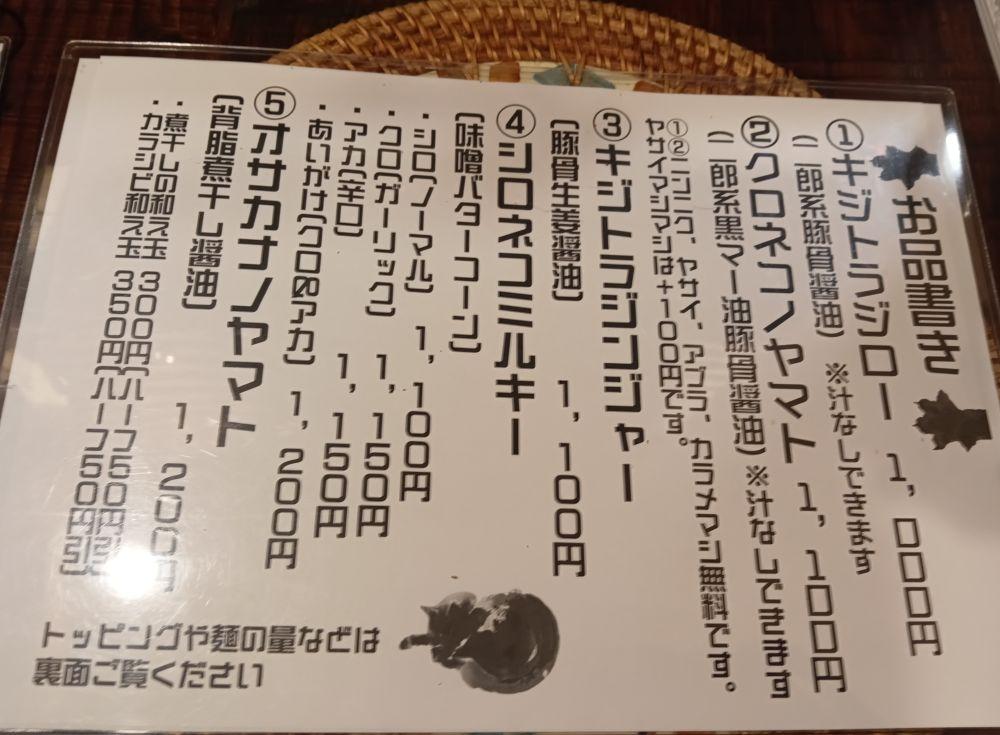 お品書き
①キジトラジロー 1,000円
(二郎系豚骨醤油) ※汁なしできます
②クロネコノヤマト 1,100円
(二郎系黒マー油豚骨醤油)※汁なしできます
①②ニンニク、ヤサイ、アブラ、カラメマシ無料です。
ヤサイマシマシは+100円です。
③キジトラジンジャー
(豚骨生姜醤油) 1,100円
④シロネコミルキー
(味噌バターコーン)
・シロ(ノーマル) 1,100円
・クロ(ガーリック) 1,150円
・アカ(辛口) 1,150円
・あいがけ(クロ&アカ) 1,200円
⑤オサカナノヤマト
(背脂煮干し醤油) 1,200円
・煮干しの和え玉 300円(ハーフ50円引)
・カラシビ和え玉 350円(ハーフ50円引)
トッピングや麺の量などは
裏面ご覧ください